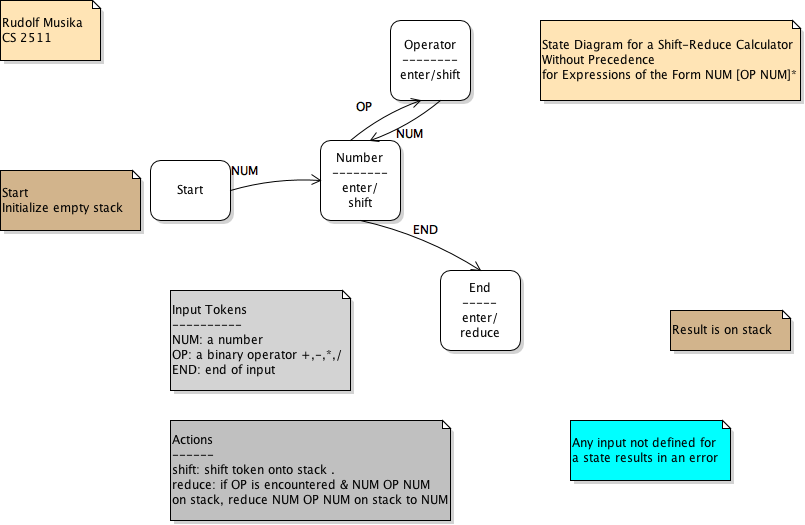 Rudolf Musika
CS 2511
Operator
--------
enter/shift
State Diagram for a Shift-Reduce Calculator
Without Precedence
for Expressions of the Form NUM [OP NUM]*
OP
NUM
Number
--------
enter/
shift
NUM
Start
Start
Initialize empty stack
END
End
-----
enter/
reduce
Input Tokens
----------
NUM: a number
OP: a binary operator +,-,*,/
END: end of input
Result is on stack
Actions
------
shift: shift token onto stack .
reduce: if OP is encountered & NUM OP NUM
on stack, reduce NUM OP NUM on stack to NUM
Any input not defined for
a state results in an error